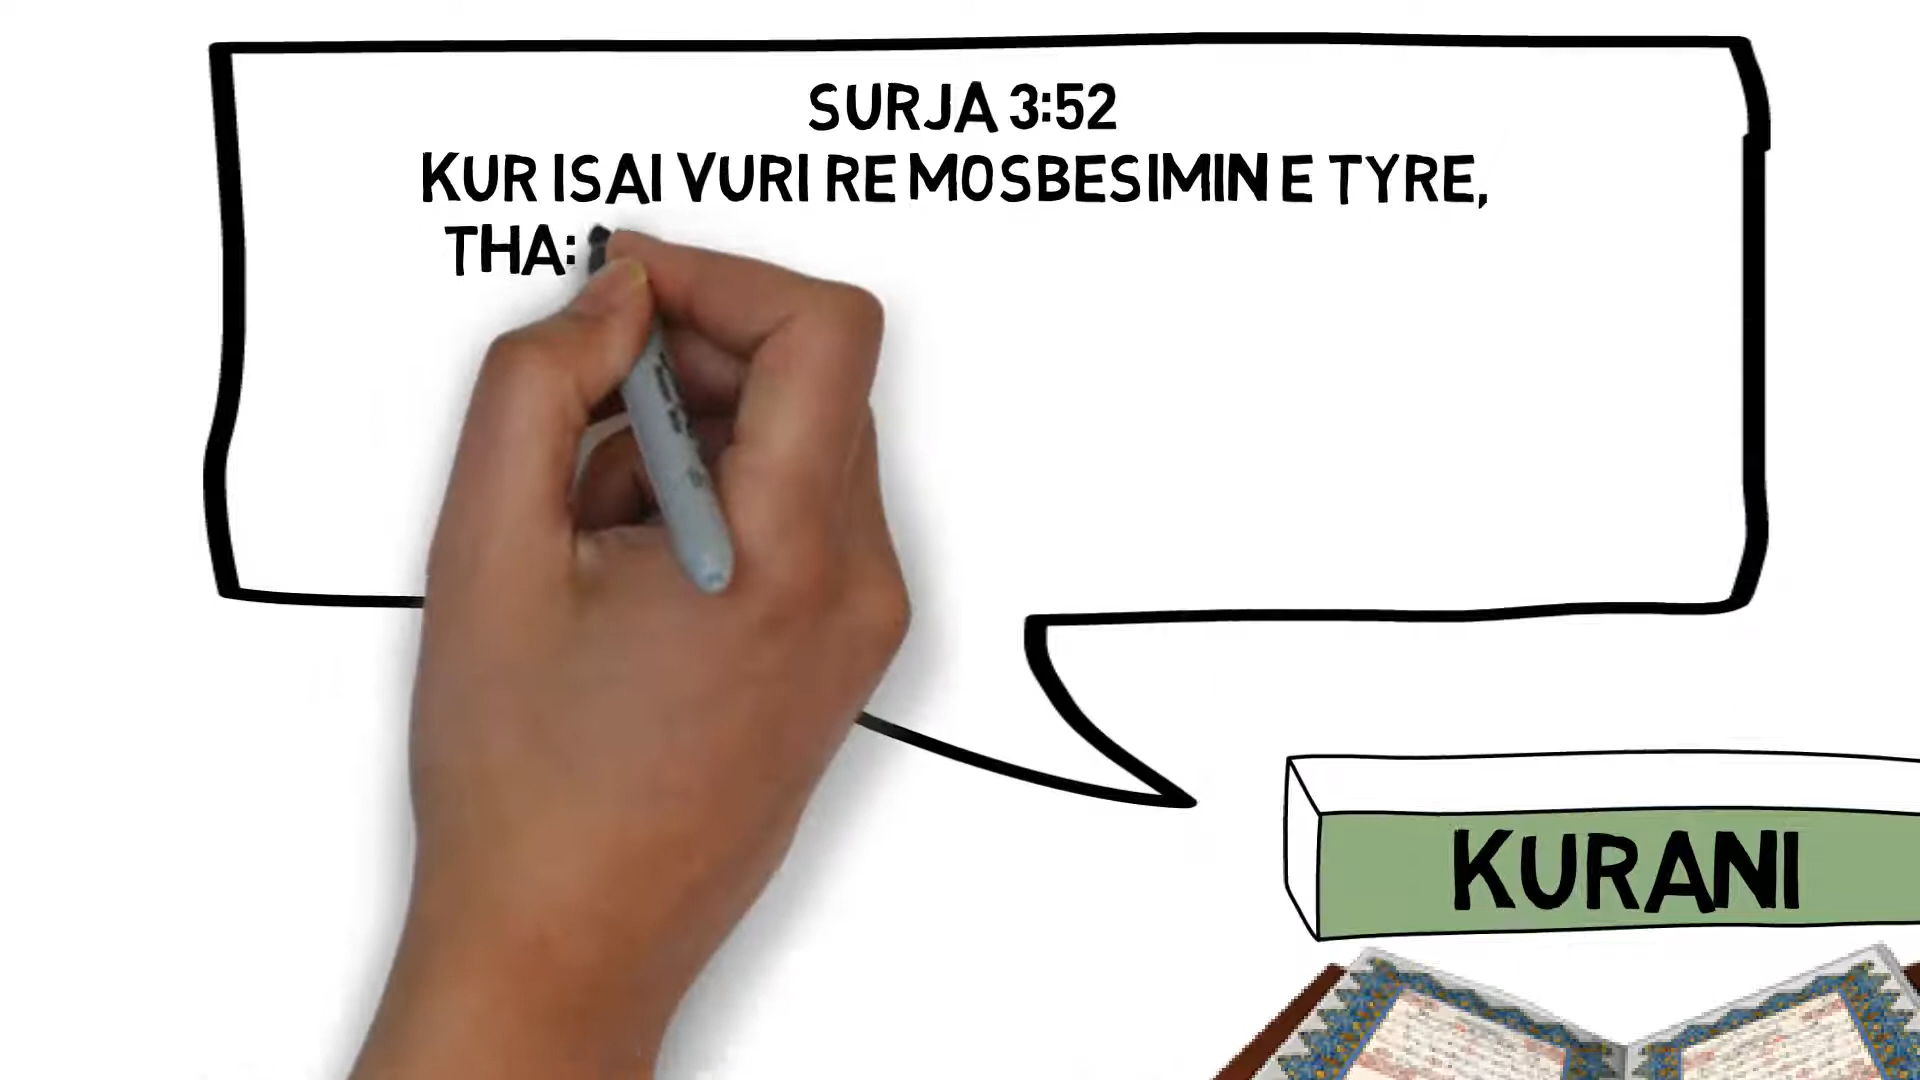 SURJA 3:52
KUR ISAI VURI RE MOSBESIMIN E TYRE,
THA:
KURANI